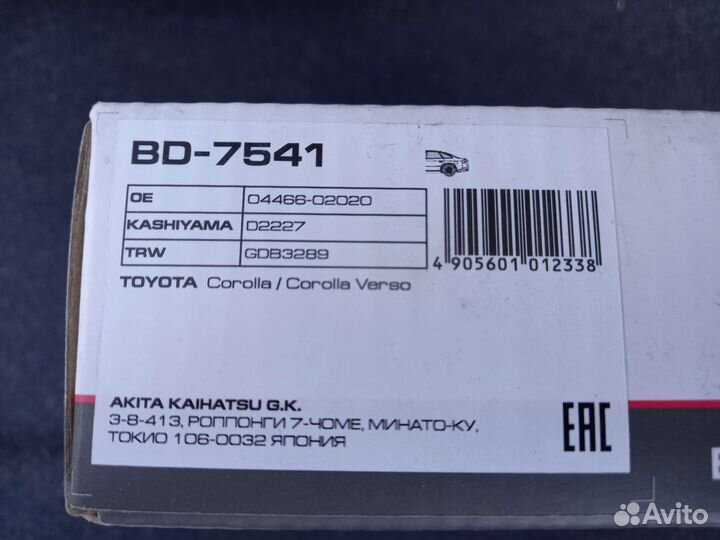 BD-7541
OE 04466-02020
KASHIYAMA D2227
TRW GDB3289
4 905601 012338
TOYOTA Corolla / Corolla Verso
AKITA KAIHATSU G.K.
3-8-413, РОППОНГИ 7-ЧОМЕ, МИНАТО-КУ,
ТОКИО 106-0032 ЯПОНИЯ
EAC
Avito